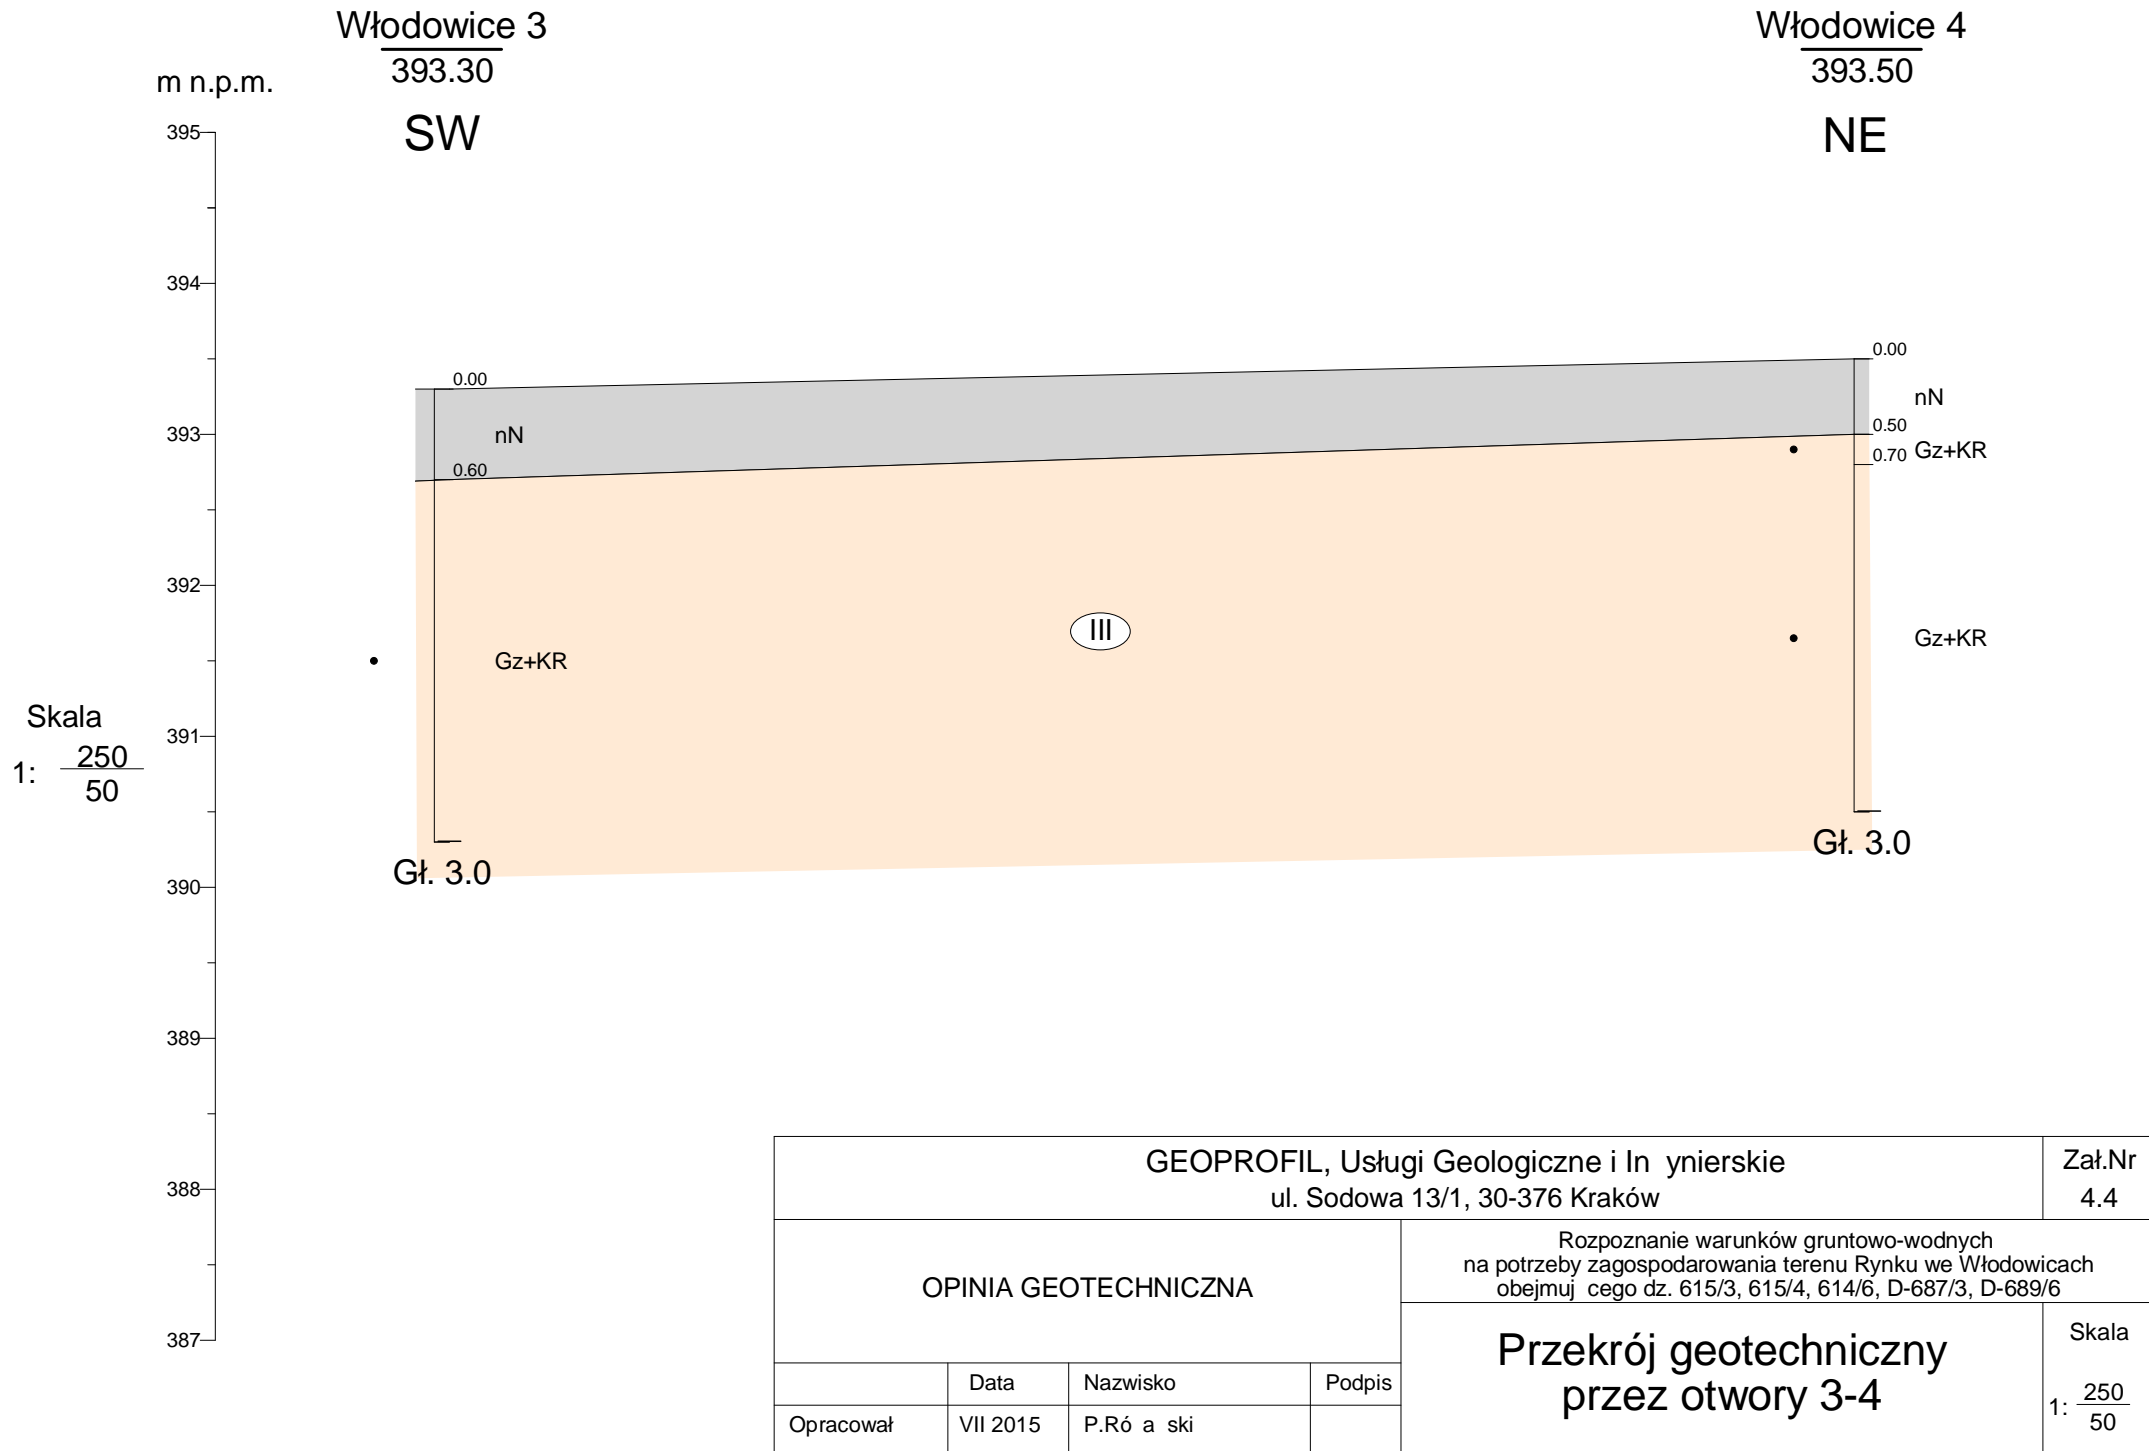 Włodowice 3
393.30
SW
Włodowice 4
393.50
NE
m n.p.m.
395
394
393
392
391
390
389
388
387
0.00
nN
0.60
Gz+KR
Gł. 3.0
III
0.00
nN
0.50
0.70 Gz+KR
Gz+KR
Gł. 3.0
Skala
1: 250
50
GEOPROFIL, Usługi Geologiczne i In ynierskie
ul. Sodowa 13/1, 30-376 Kraków
Zał.Nr
4.4
OPINIA GEOTECHNICZNA
Rozpoznanie warunków gruntowo-wodnych
na potrzeby zagospodarowania terenu Rynku we Włodowicach
obejmuj cego dz. 615/3, 615/4, 614/6, D-687/3, D-689/6
Przekrój geotechniczny
przez otwory 3-4
Skala
1: 250
50
Data Nazwisko Podpis
Opracował VII 2015 P.Ró a ski